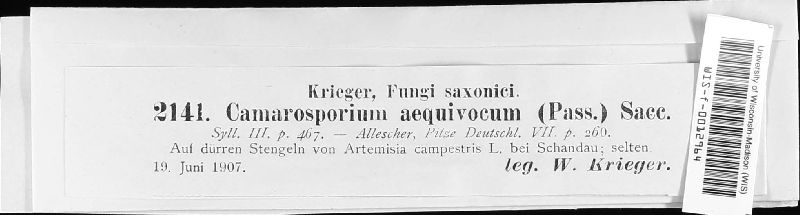 Krieger, Fungi saxonici.
2141. Camarosporium aequivocum (Pass.) Sacc.
Syll. III. p. 467. — Allescher, Pilze Deutschl. VII. p. 260.
Auf dürren Stengeln von Artemisia campestris L. bei Schandau; selten.
19. Juni 1907. leg. W. Krieger.
University of Wisconsin-Madison (WIS)
WIS-f-0012964